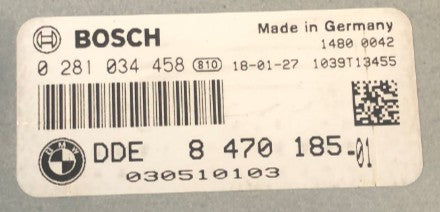 BOSCH Made in Germany
1480 0042
0 281 034 458 810 18-01-27 1039T13455
BMW
DDE 8 470 185-01
030510103